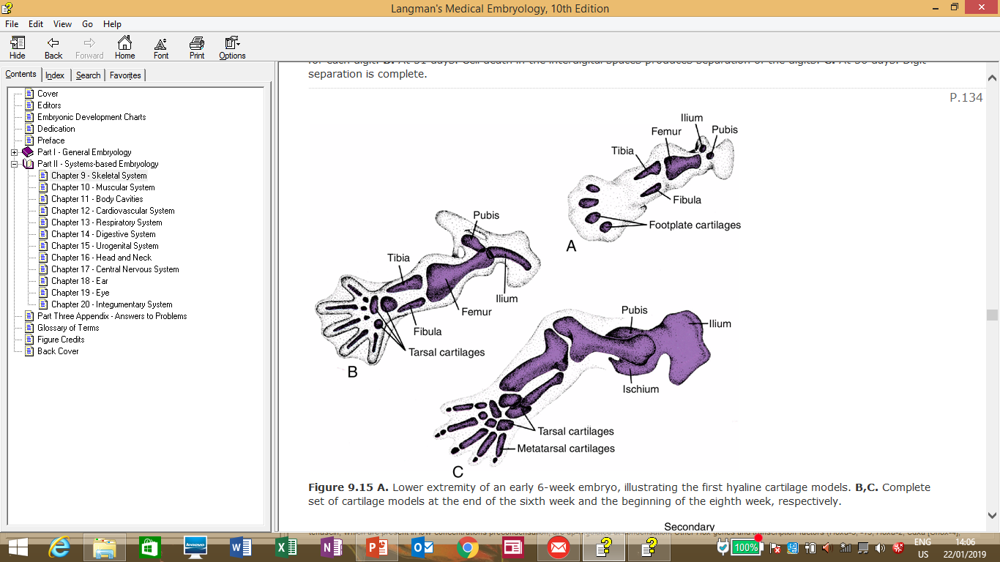 Langman's Medical Embryology, 10th Edition
File Edit View Go Help
Hide Back Forward Home Font Print Options
Contents Index Search Favorites
Cover
Editors
Embryonic Development Charts
Dedication
Preface
Part I - General Embryology
Part II - Systems-based Embryology
Chapter 9 - Skeletal System
Chapter 10 - Muscular System
Chapter 11 - Body Cavities
Chapter 12 - Cardiovascular System
Chapter 13 - Respiratory System
Chapter 14 - Digestive System
Chapter 15 - Urogenital System
Chapter 16 - Head and Neck
Chapter 17 - Central Nervous System
Chapter 18 - Ear
Chapter 19 - Eye
Chapter 20 - Integumentary System
Part Three Appendix - Answers to Problems
Glossary of Terms
Figure Credits
Back Cover
separation is complete.
P.134
Ilium
Femur
Pubis
Tibia
Fibula
Footplate cartilages
A
Pubis
Tibia
Ilium
Femur
Fibula
Tarsal cartilages
B
Pubis
Ilium
Ischium
Tarsal cartilages
Metatarsal cartilages
C
Figure 9.15 A. Lower extremity of an early 6-week embryo, illustrating the first hyaline cartilage models. B,C. Complete
set of cartilage models at the end of the sixth week and the beginning of the eighth week, respectively.
Secondary
lenovo
100%
ENG
US
14:06
22/01/2019